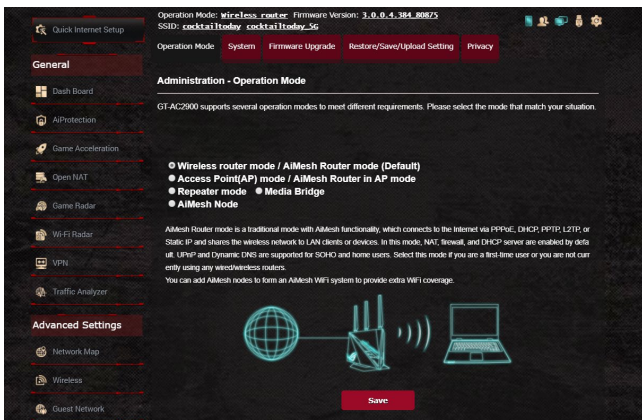 Operation Mode: Wireless router Firmware Version: 3.0.0.4.384_80875
SSID: cocktailtoday cocktailtoday_5G
Quick Internet Setup
Operation Mode System Firmware Upgrade Restore/Save/Upload Setting Privacy
General
Administration - Operation Mode
Dash Board
GT-AC2900 supports several operation modes to meet different requirements. Please select the mode that match your situation.
AiProtection
Game Acceleration
Wireless router mode / AiMesh Router mode (Default)
Open NAT
Access Point(AP) mode / AiMesh Router in AP mode
Repeater mode Media Bridge
Game Radar
AiMesh Node
Wi-Fi Radar
AiMesh Router mode is a traditional mode with AiMesh functionality, which connects to the Internet via PPPoE, DHCP, PPTP, L2TP, or
Static IP and shares the wireless network to LAN clients or devices. In this mode, NAT, firewall, and DHCP server are enabled by defa
ult. UPnP and Dynamic DNS are supported for SOHO and home users. Select this mode if you are a first-time user or you are not curr
ently using any wired/wireless routers.
You can add AiMesh nodes to form an AiMesh WiFi system to provide extra WiFi coverage.
VPN
Traffic Analyzer
Advanced Settings
Network Map
Wireless
Guest Network
Save